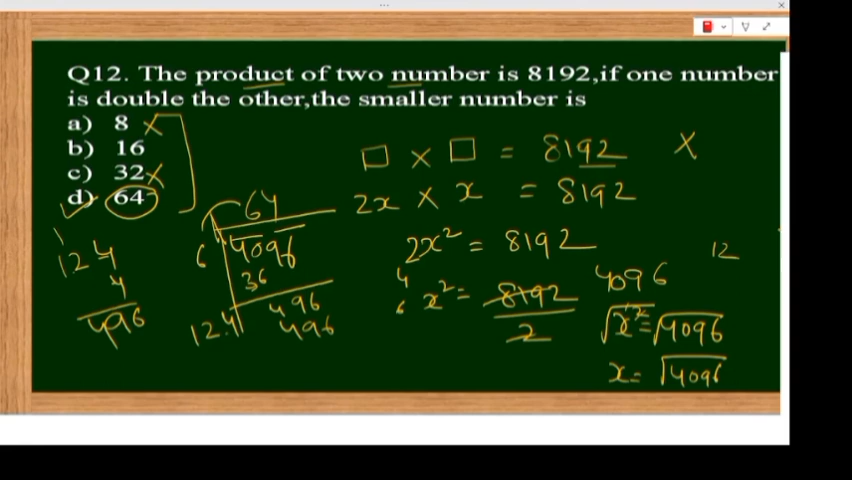 Q12. The product of two number is 8192,if one number
is double the other,the smaller number is
a) 8 X
b) 16
c) 32 X
d) 64
□ × □ = 8192 X
2x × x = 8192
2x² = 8192
x² = 8192/2 4096
√x² = √4096
x = √4096
64
6 4096
36
124 496
496
124
4
496
4
6
12